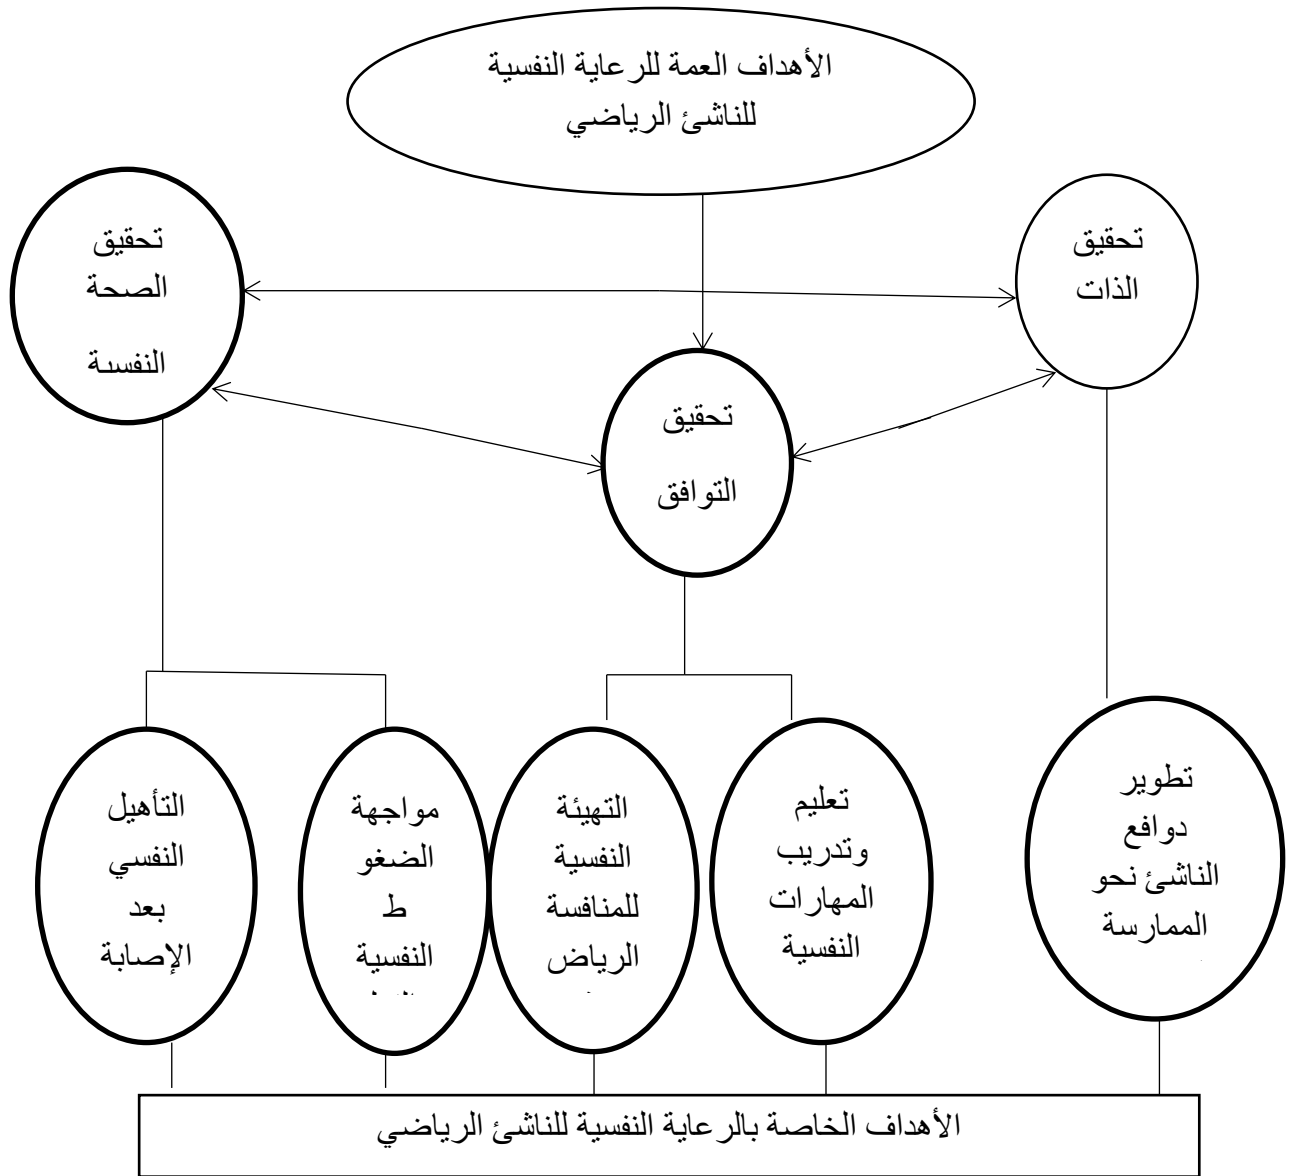 الأهداف العمة للرعاية النفسية
للناشئ الرياضي
تحقيق
الذات
تحقيق
الصحة
النفسية
تحقيق
التوافق
تطوير
دوافع
الناشئ نحو
الممارسة
تعليم
وتدريب
المهارات
النفسية
التهيئة
النفسية
للمنافسة
الرياض
مواجهة
الضغو
ط
النفسية
التأهيل
النفسي
بعد
الإصابة
الأهداف الخاصة بالرعاية النفسية للناشئ الرياضي